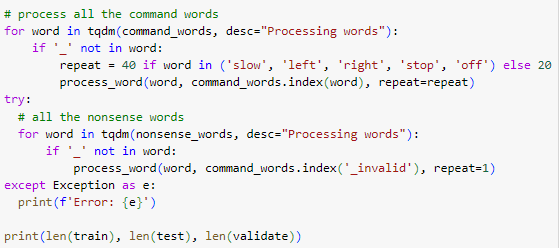 # process all the command words
for word in tqdm(command_words, desc="Processing words"):
    if '_' not in word:
        repeat = 40 if word in ('slow', 'left', 'right', 'stop', 'off') else 20
        process_word(word, command_words.index(word), repeat=repeat)
try:
  # all the nonsense words
  for word in tqdm(nonsense_words, desc="Processing words"):
      if '_' not in word:
          process_word(word, command_words.index('_invalid'), repeat=1)
except Exception as e:
  print(f'Error: {e}')

print(len(train), len(test), len(validate))